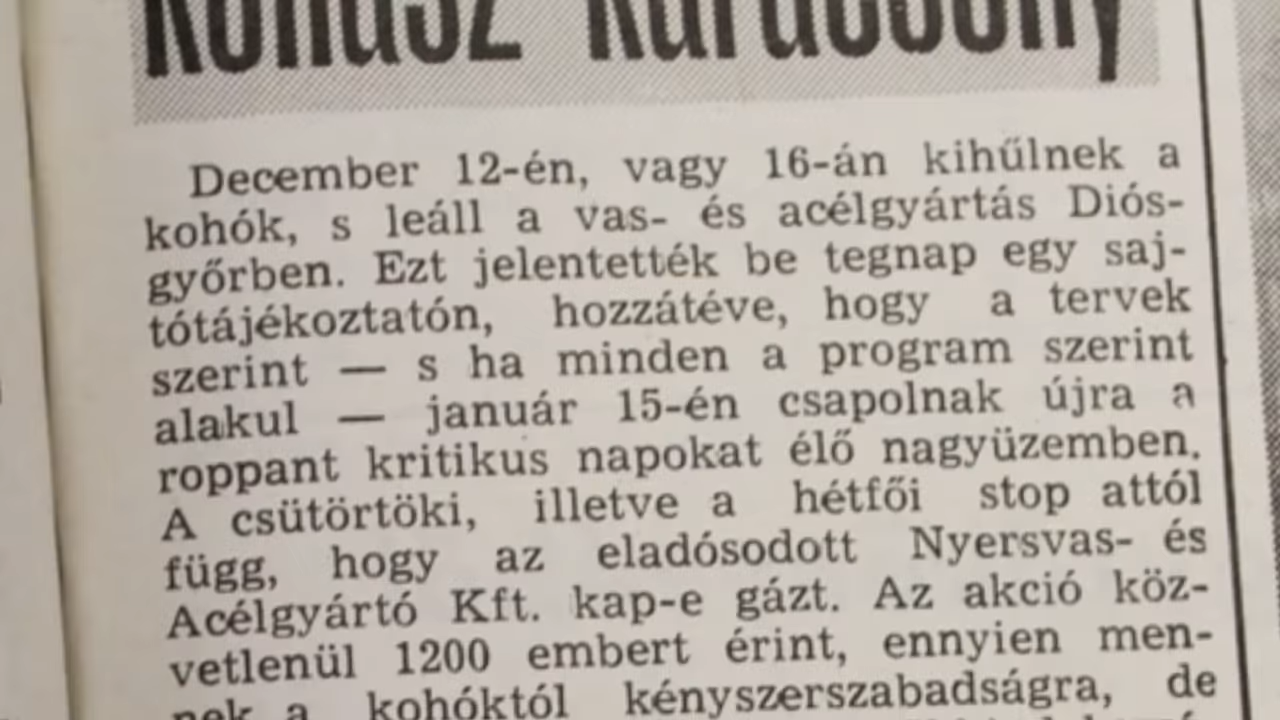 Kohász karácsony
December 12-én, vagy 16-án kihűlnek a
kohók, s leáll a vas- és acélgyártás Diós-
győrben. Ezt jelentették be tegnap egy saj-
tótájékoztatón, hozzátéve, hogy a tervek
szerint — s ha minden a program szerint
alakul — január 15-én csapolnak újra a
roppant kritikus napokat élő nagyüzemben.
A csütörtöki, illetve a hétfői stop attól
függ, hogy az eladósodott Nyersvas- és
Acélgyártó Kft. kap-e gázt. Az akció köz-
vetlenül 1200 embert érint, ennyien men-
nek a kohóktól kényszerszabadságra, de